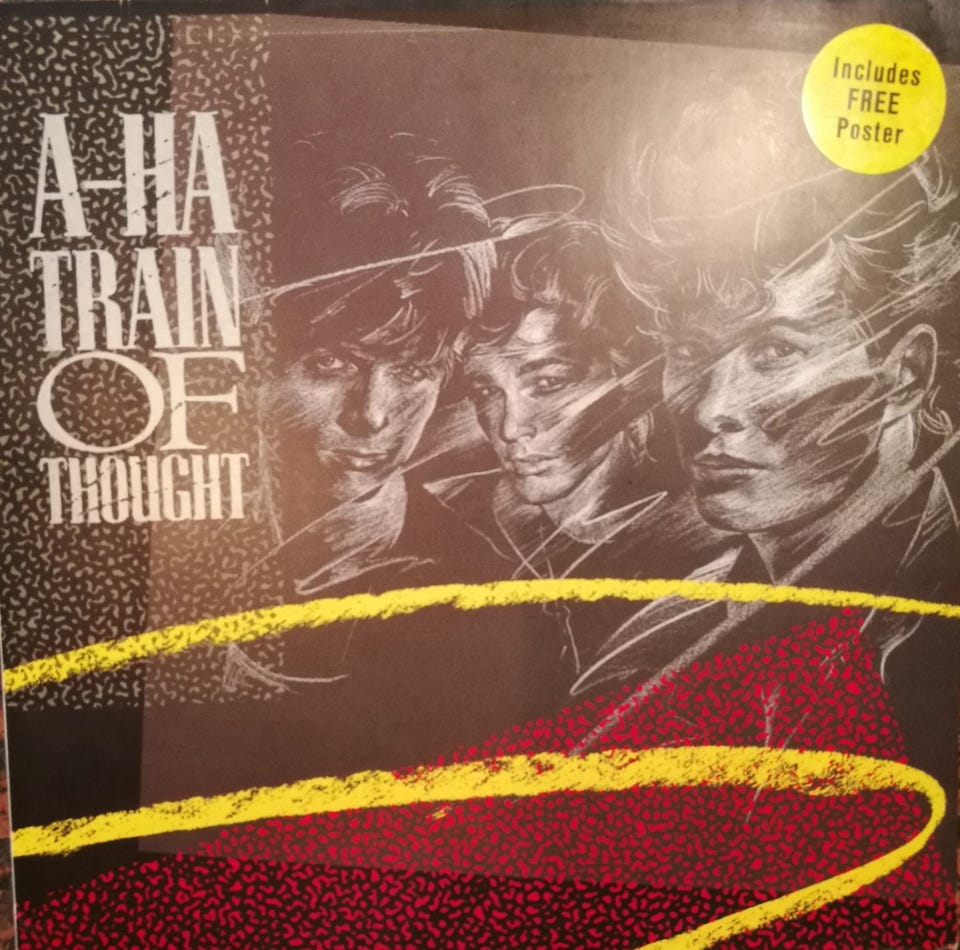 A-HA
TRAIN
OF
THOUGHT
Includes
FREE
Poster